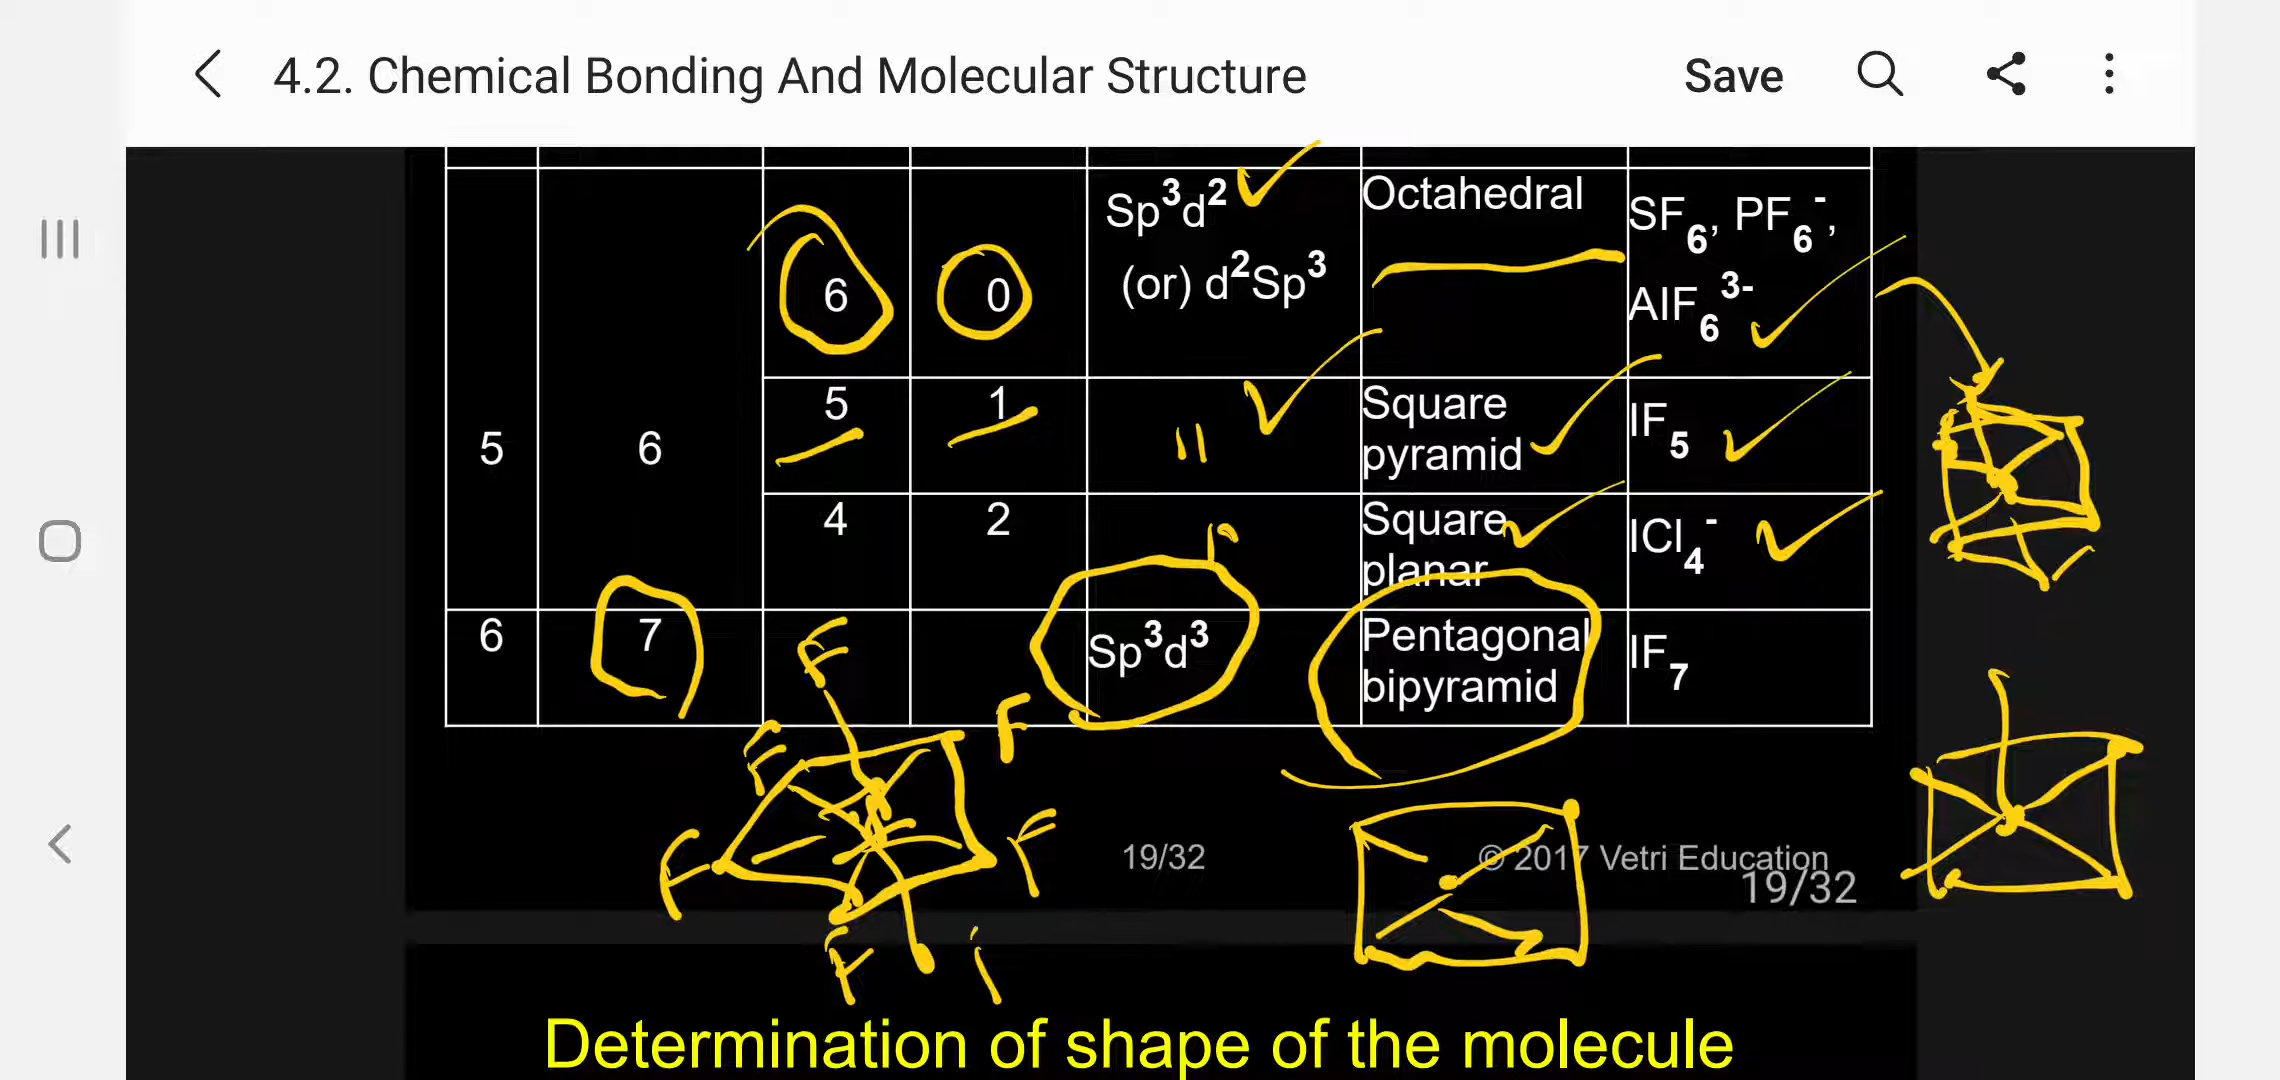 4.2. Chemical Bonding And Molecular Structure Save
5 6 6 0 Sp³d² (or) d²Sp³ Octahedral SF₆, PF₆⁻, AlF₆³⁻
5 1 " Square pyramid IF₅
4 2 Square planar ICl₄⁻
6 7 Sp³d³ Pentagonal bipyramid IF₇
F
F F
F F
F
19/32 © 2017 Vetri Education
19/32
Determination of shape of the molecule